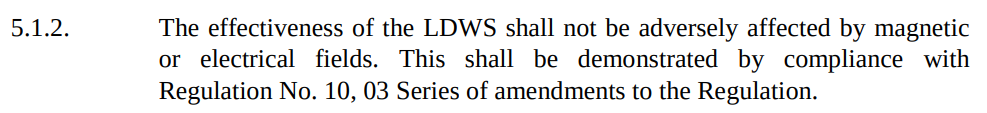 5.1.2. The effectiveness of the LDWS shall not be adversely affected by magnetic
or electrical fields. This shall be demonstrated by compliance with
Regulation No. 10, 03 Series of amendments to the Regulation.